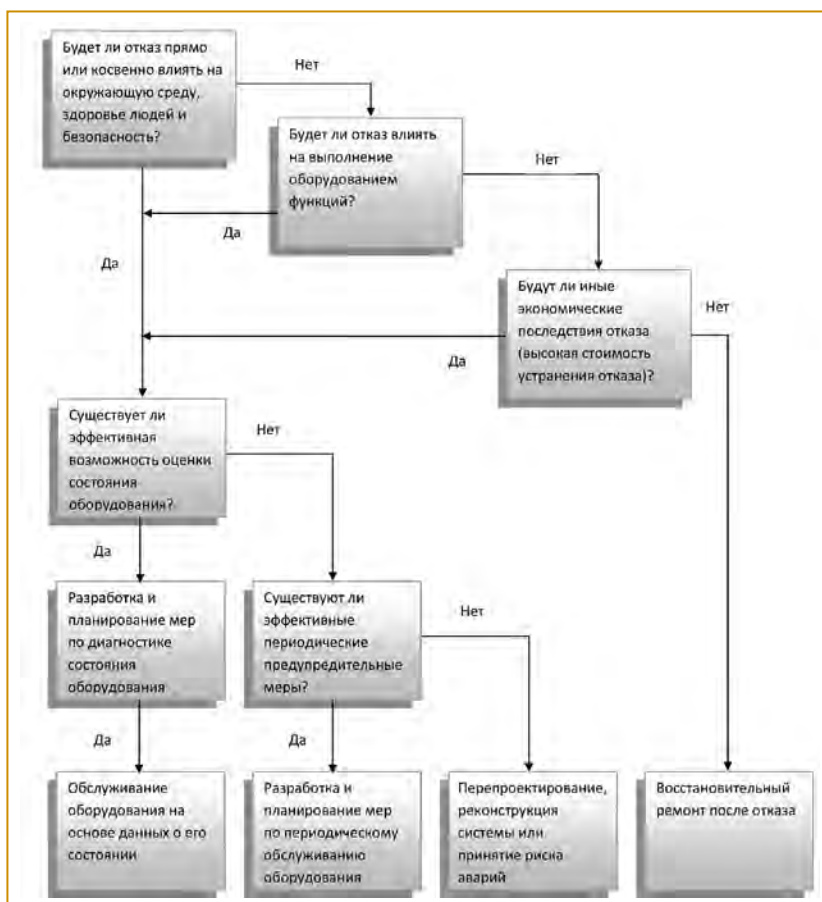 Будет ли отказ прямо
или косвенно влиять на
окружающую среду,
здоровье людей и
безопасность?
Нет
Будет ли отказ влиять
на выполнение
оборудованием
функций?
Нет
Да
Да
Будут ли иные
экономические
последствия отказа
(высокая стоимость
устранения отказа)?
Нет
Да
Существует ли
эффективная
возможность оценки
состояния
оборудования?
Нет
Да
Разработка и
планирование мер
по диагностике
состояния
оборудования
Существуют ли
эффективные
периодические
предупредительные
меры?
Нет
Да
Да
Обслуживание
оборудования на
основе данных о его
состоянии
Разработка и
планирование мер
по периодическому
обслуживанию
оборудования
Перепроектирование,
реконструкция
системы или
принятие риска
аварий
Восстановительный
ремонт после отказа